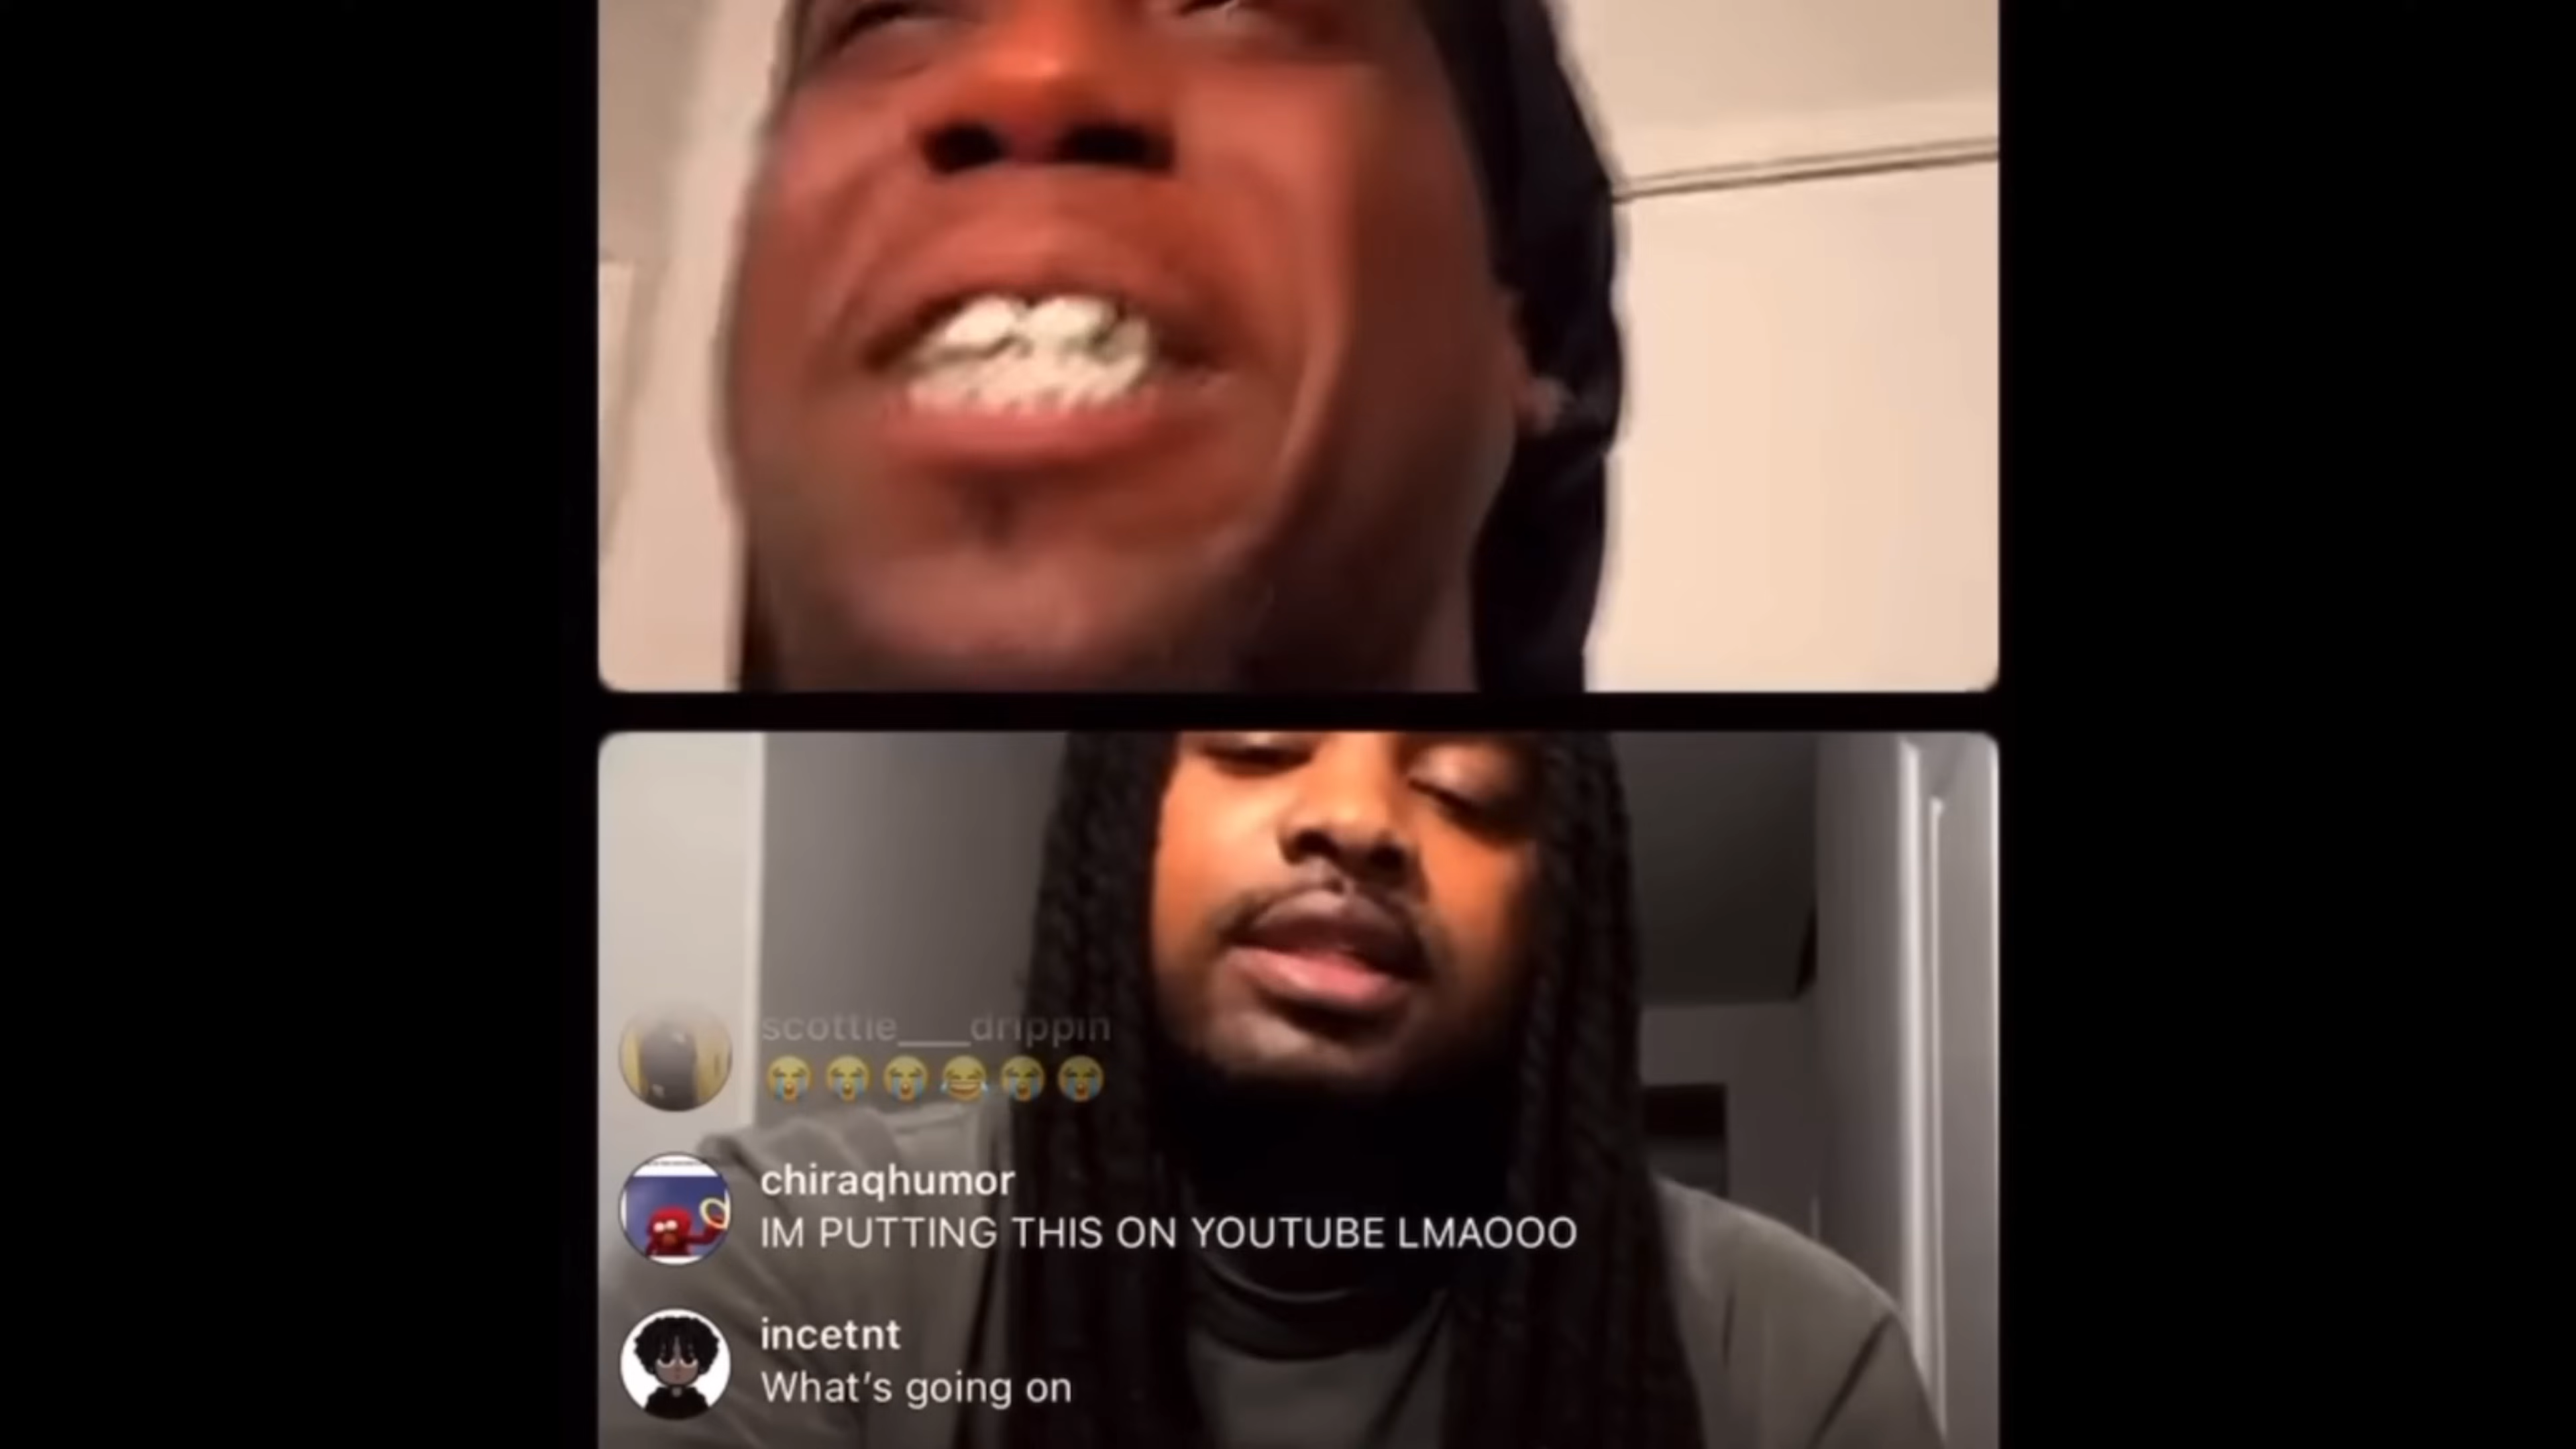 scottie___drippin
😭😭😭😂😭😭
chiraqhumor
IM PUTTING THIS ON YOUTUBE LMAOOO
incetnt
What's going on